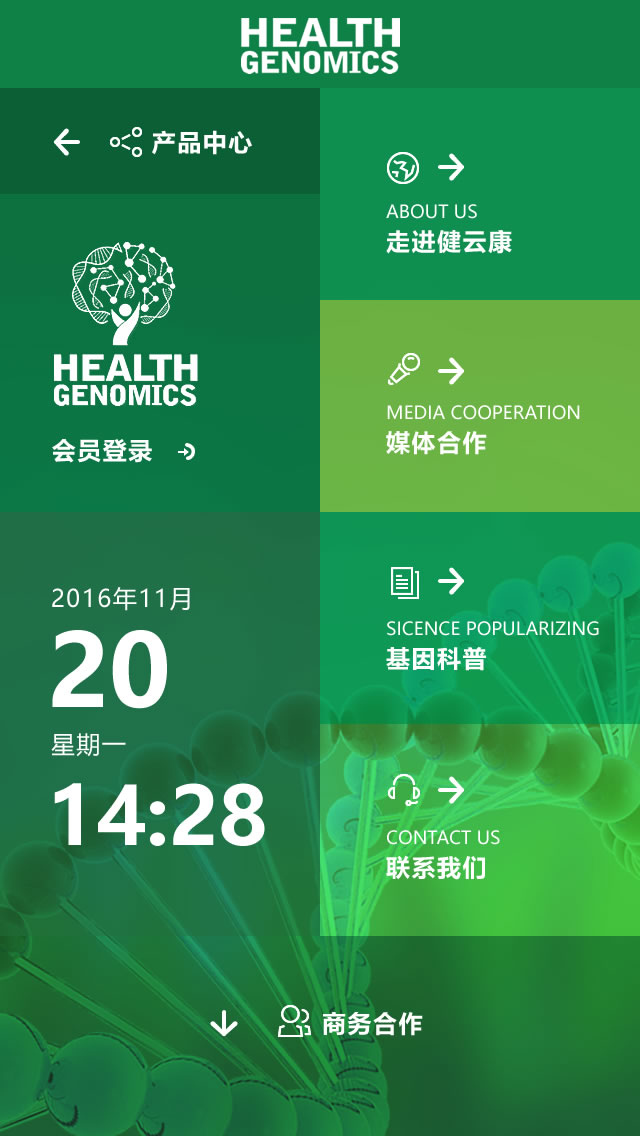 HEALTH
GENOMICS
产品中心
HEALTH
GENOMICS
会员登录
2016年11月
20
星期一
14:28
ABOUT US
走进健云康
MEDIA COOPERATION
媒体合作
SICENCE POPULARIZING
基因科普
CONTACT US
联系我们
商务合作